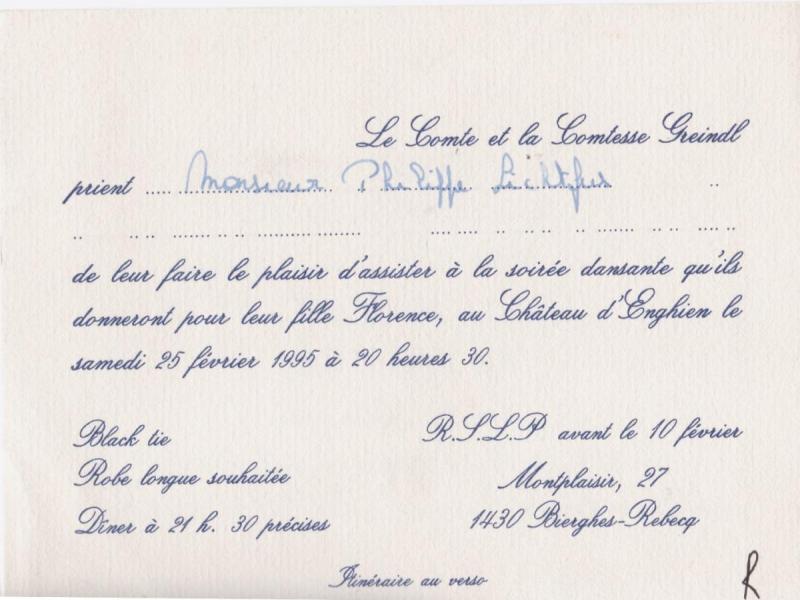 Le Comte et la Comtesse Greindl
prient Monsieur Philippe Lichtfus
de leur faire le plaisir d'assister à la soirée dansante qu'ils
donneront pour leur fille Florence, au Château d'Enghien le
samedi 25 février 1995 à 20 heures 30.
Black tie
Robe longue souhaitée
Dîner à 21 h. 30 précises
R.S.L.P avant le 10 février
Montplaisir, 27
1430 Bierghes-Rebecq
Itinéraire au verso
R